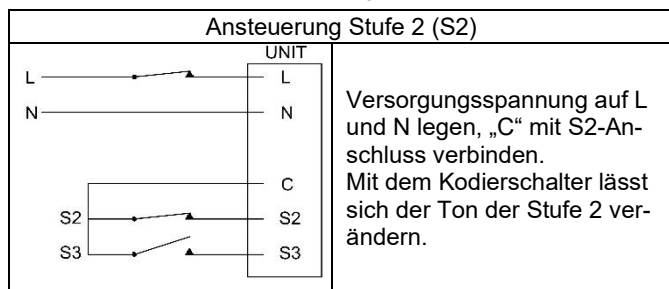 Ansteuerung Stufe 2 (S2)
UNIT
L L
N N
C
S2 S2
S3 S3
Versorgungsspannung auf L
und N legen, „C“ mit S2-An-
schluss verbinden.
Mit dem Kodierschalter lässt
sich der Ton der Stufe 2 ver-
ändern.